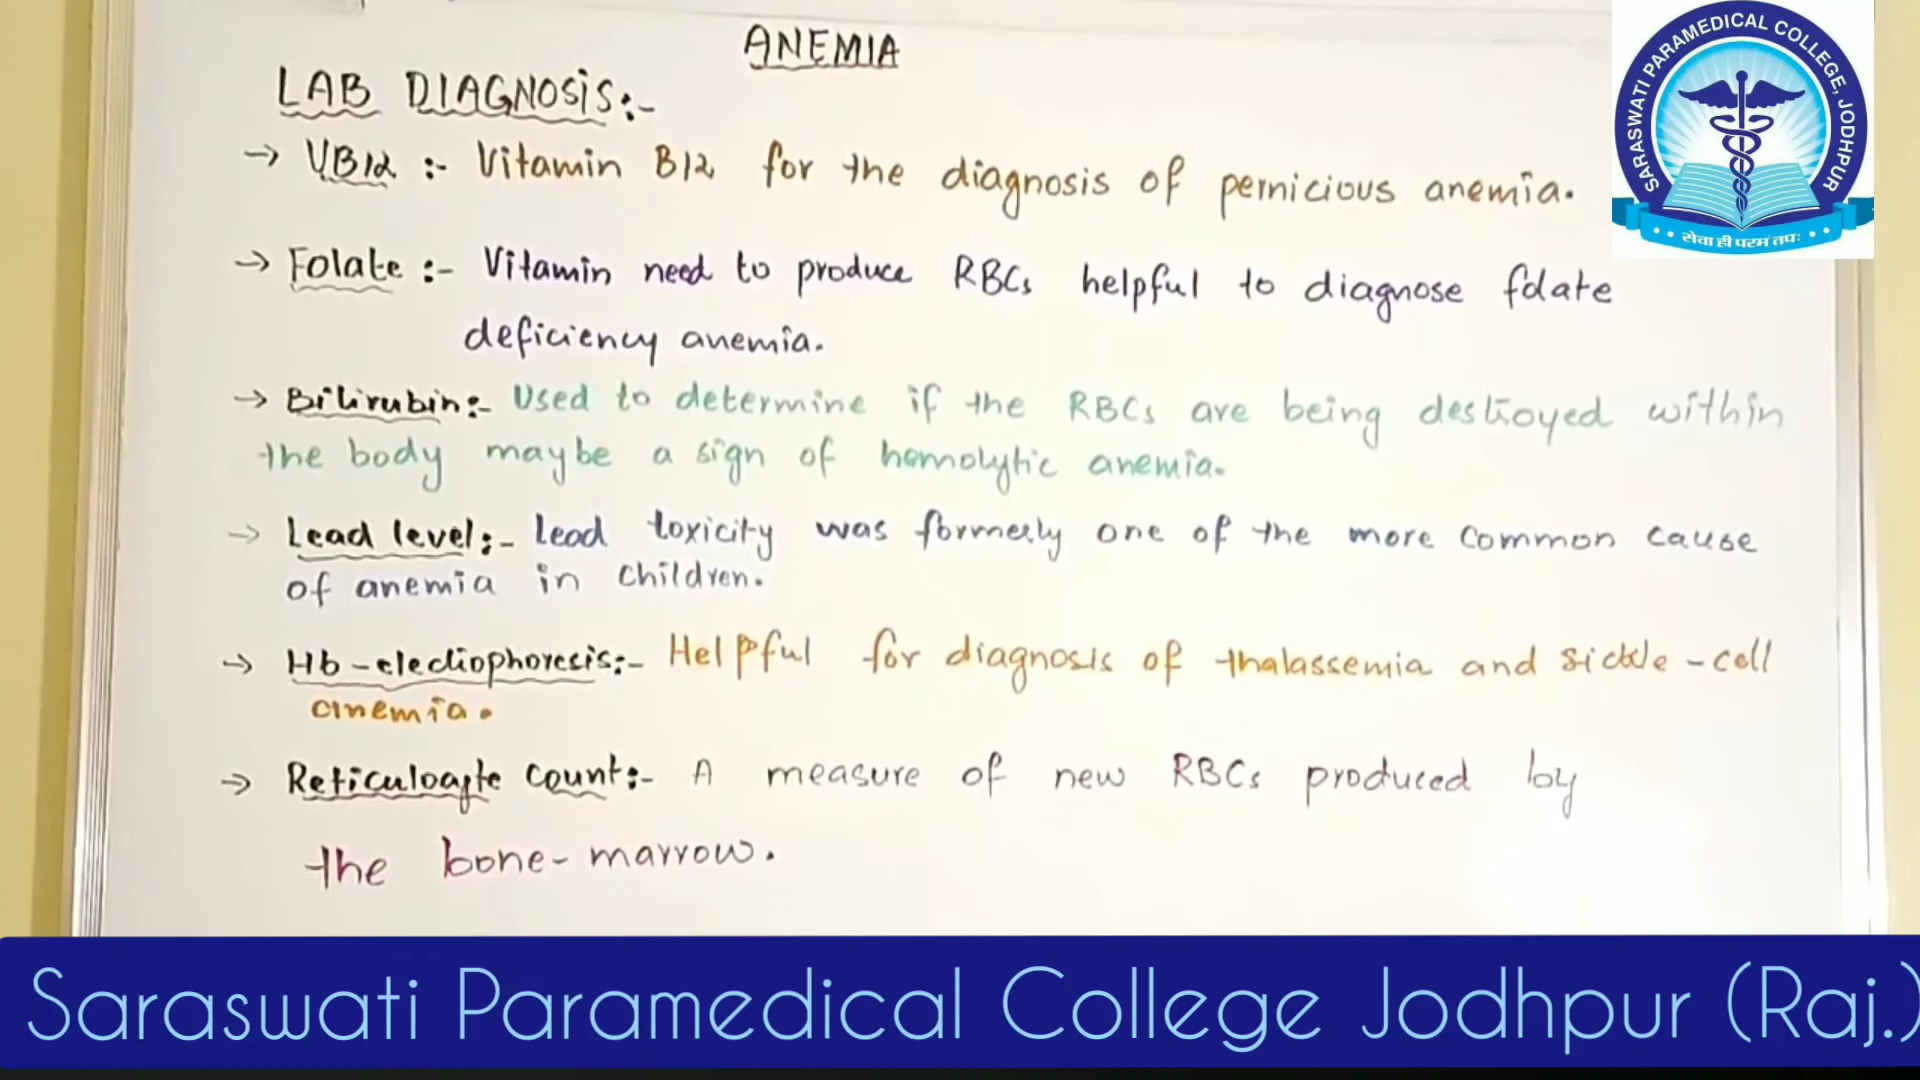 ANEMIA
LAB DIAGNOSIS:-
→ VB12 :- Vitamin B12 for the diagnosis of pernicious anemia.
→ Folate :- Vitamin need to produce RBCs helpful to diagnose folate
deficiency anemia.
→ Bilirubin:- Used to determine if the RBCs are being destroyed within
the body maybe a sign of hemolytic anemia.
→ Lead level:- Lead toxicity was formerly one of the more common cause
of anemia in children.
→ Hb-electrophoresis:- Helpful for diagnosis of thalassemia and sickle-cell
anemia.
→ Reticulocyte count:- A measure of new RBCs produced by
the bone-marrow.
SARASWATI PARAMEDICAL COLLEGE, JODHPUR
सेवा ही परमं तपः
Saraswati Paramedical College Jodhpur (Raj.)